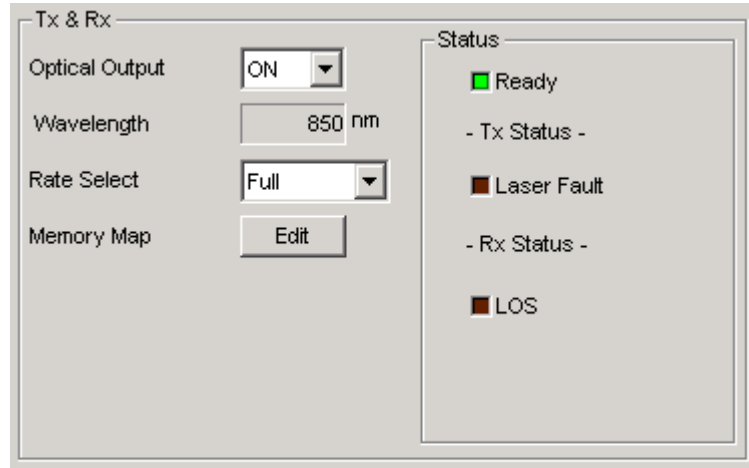 Tx & Rx
Optical Output ON
Wavelength 850 nm
Rate Select Full
Memory Map Edit
Status
Ready
- Tx Status -
Laser Fault
- Rx Status -
LOS